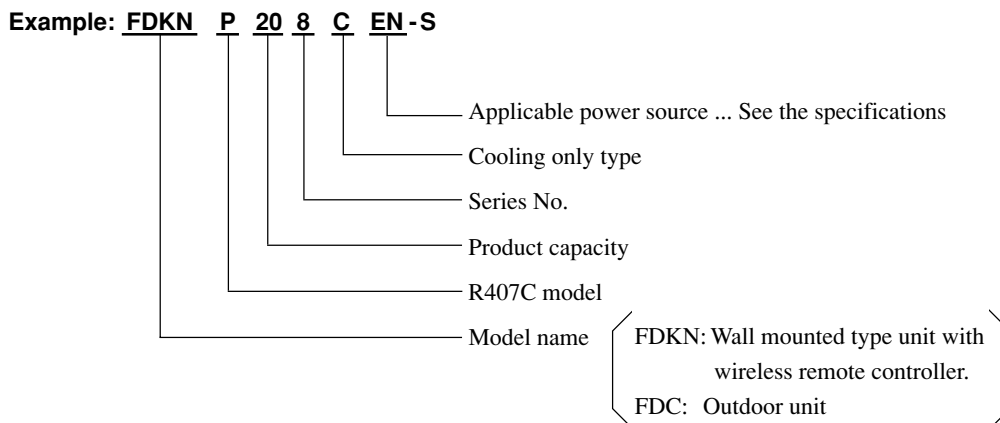 Example: FDKN P 20 8 C EN - S
Applicable power source ... See the specifications
Cooling only type
Series No.
Product capacity
R407C model
Model name
FDKN: Wall mounted type unit with
wireless remote controller.
FDC: Outdoor unit